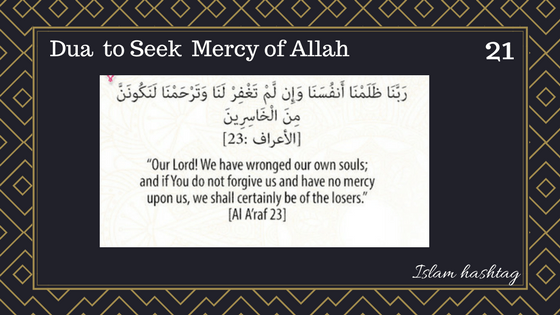 Dua to Seek Mercy of Allah
21
رَبَّنَا ظَلَمْنَا أَنفُسَنَا وَإِن لَّمْ تَغْفِرْ لَنَا وَتَرْحَمْنَا لَنَكُونَنَّ
مِنَ الْخَاسِرِينَ
[الأعراف :23]
“Our Lord! We have wronged our own souls;
and if You do not forgive us and have no mercy
upon us, we shall certainly be of the losers.”
[Al A’raf 23]
Islam hashtag